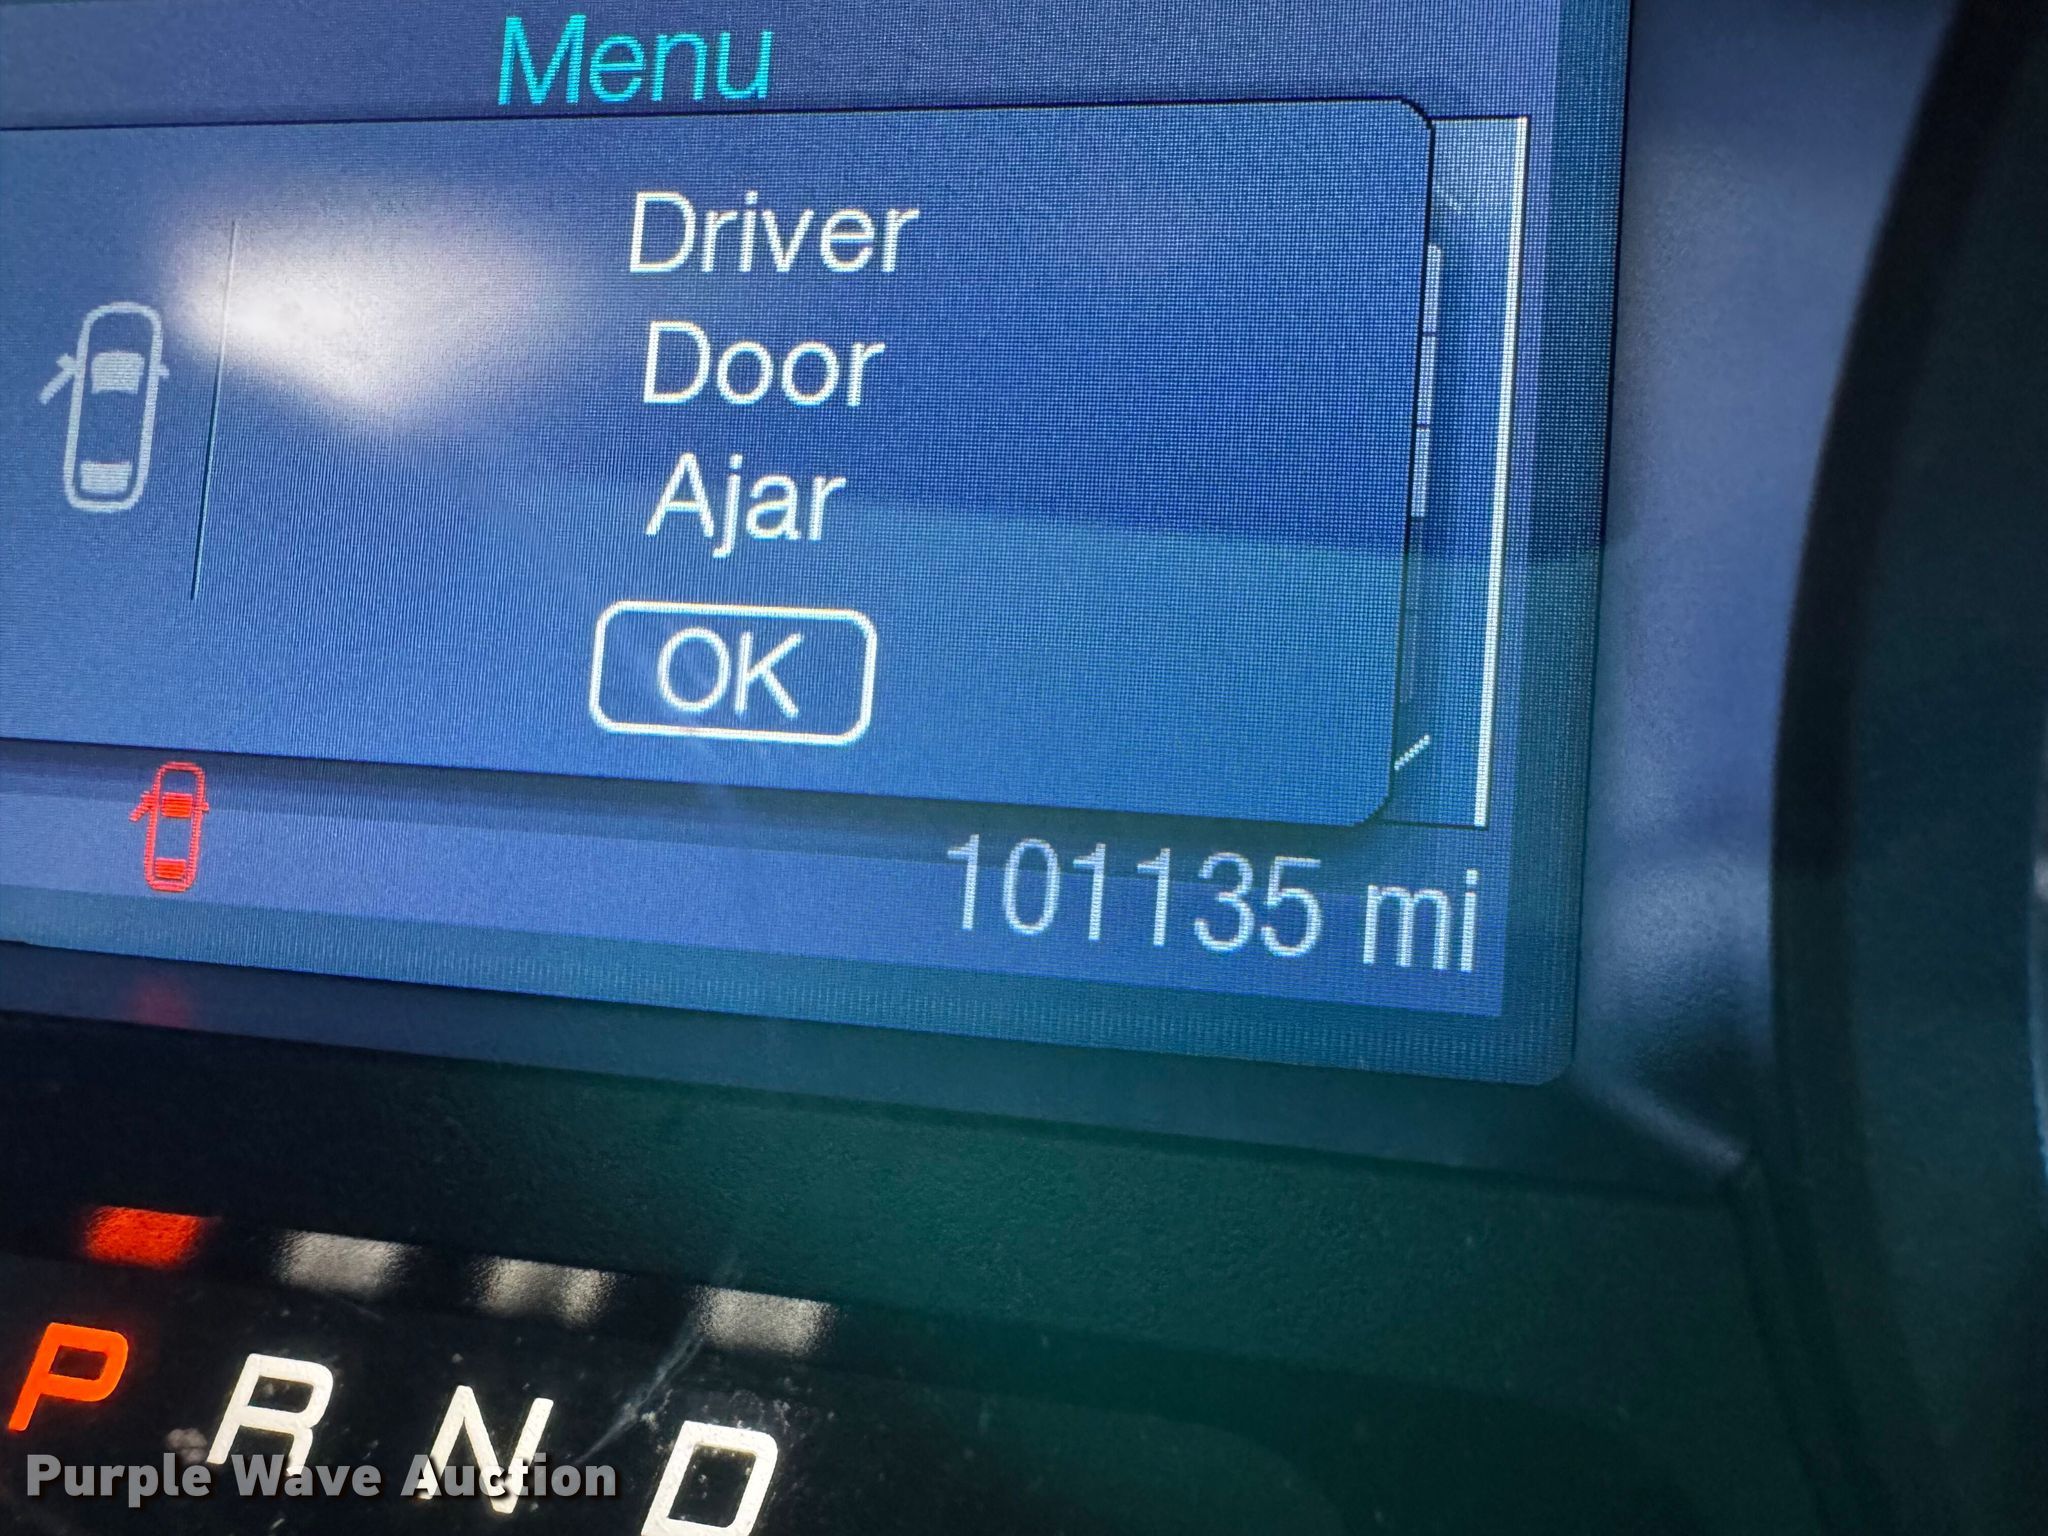 Menu
Driver
Door
Ajar
OK
101135 mi
P R N D
Purple Wave Auction